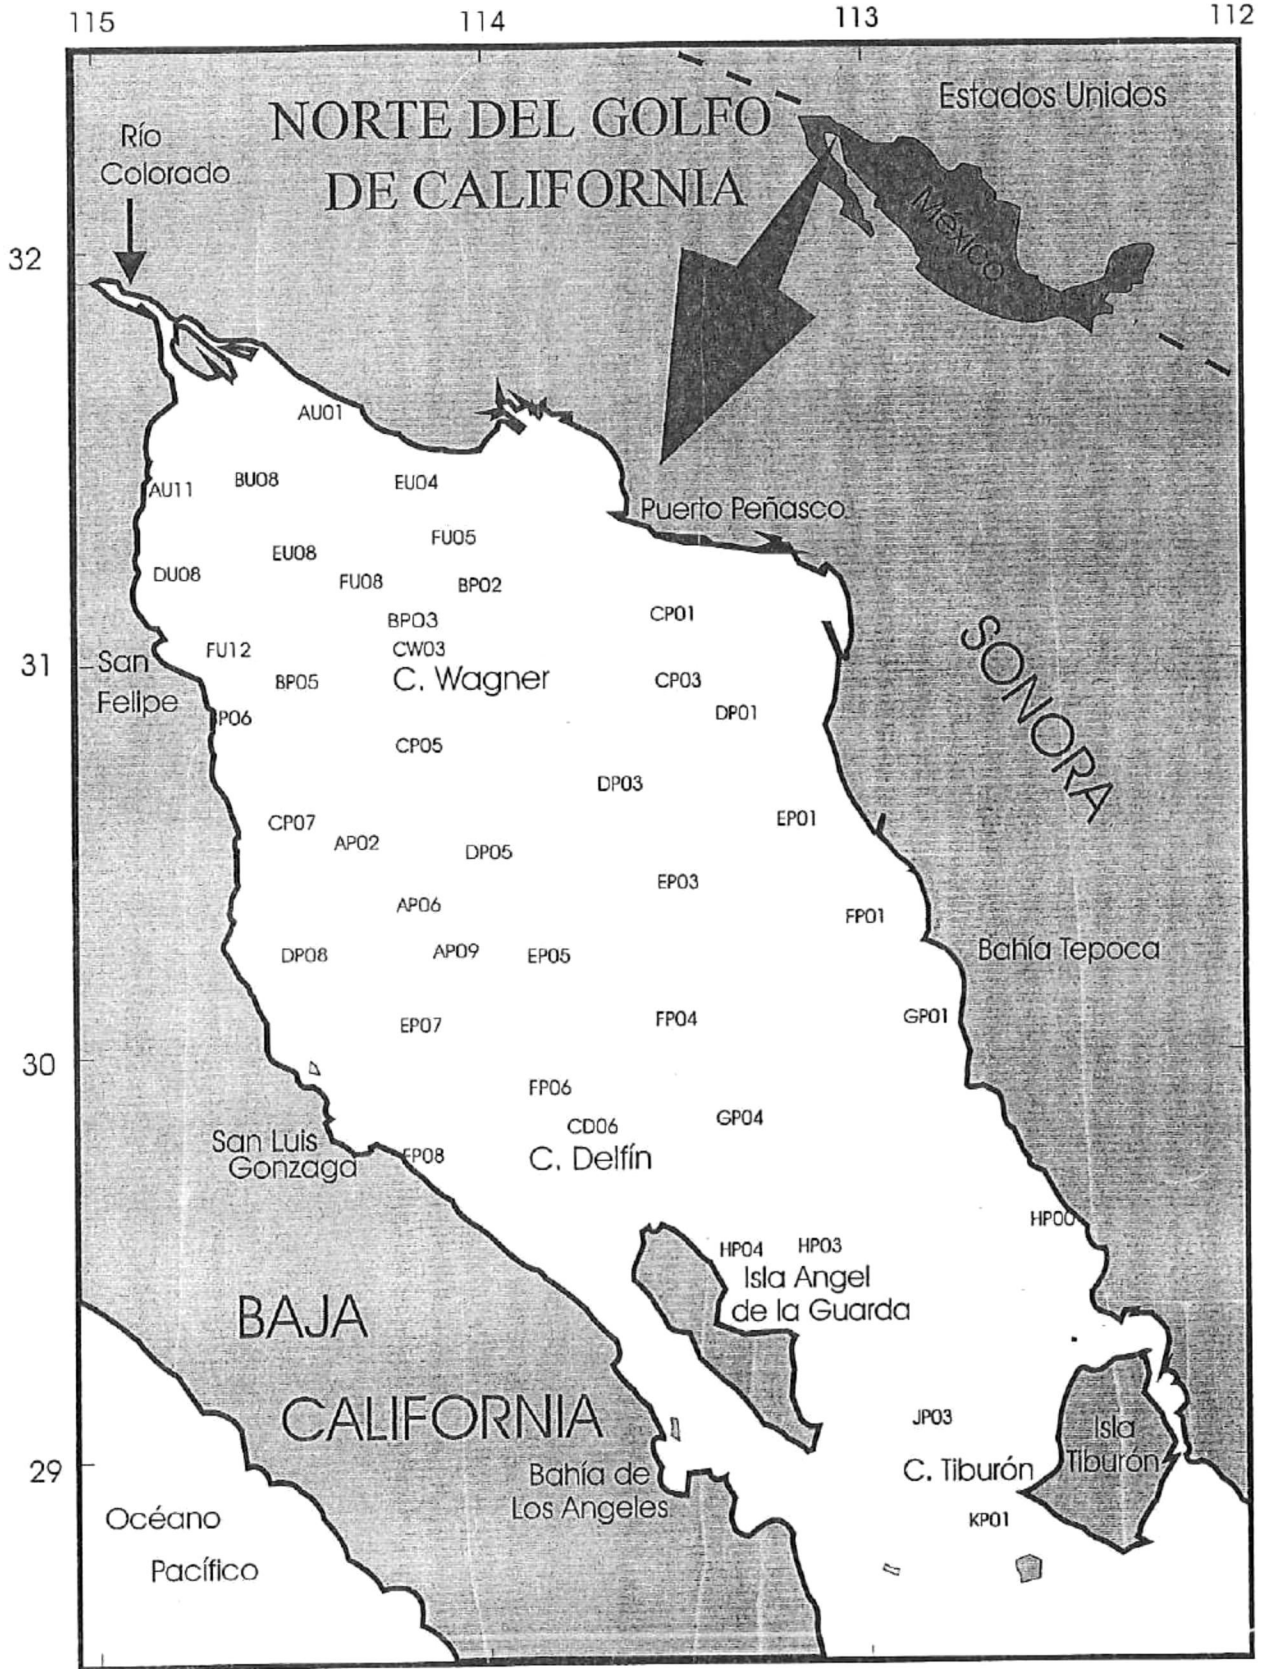 115 114 113 112
NORTE DEL GOLFO
DE CALIFORNIA
Estados Unidos
México
Río
Colorado
32
AU01
AU11 BU08 EU04
Puerto Peñasco
FU05
EU08
DU08 FU08 BP02
BP03 CP01
CW03
FU12
31
San
Felipe
BP05 C. Wagner CP03
SONORA
P06 DP01
CP05
DP03
CP07 EP01
AP02 DP05
EP03
AP06 FP01
DP08 AP09 EP05
Bahía Tepoca
EP07 FP04 GP01
30
FP06
CD06 GP04
San Luis
Gonzaga
FP08 C. Delfín
HP00
HP04 HP03
Isla Angel
de la Guarda
BAJA
CALIFORNIA
JP03
Isla
Tiburón
C. Tiburón
29
Bahía de
Los Angeles
KP01
Océano
Pacífico